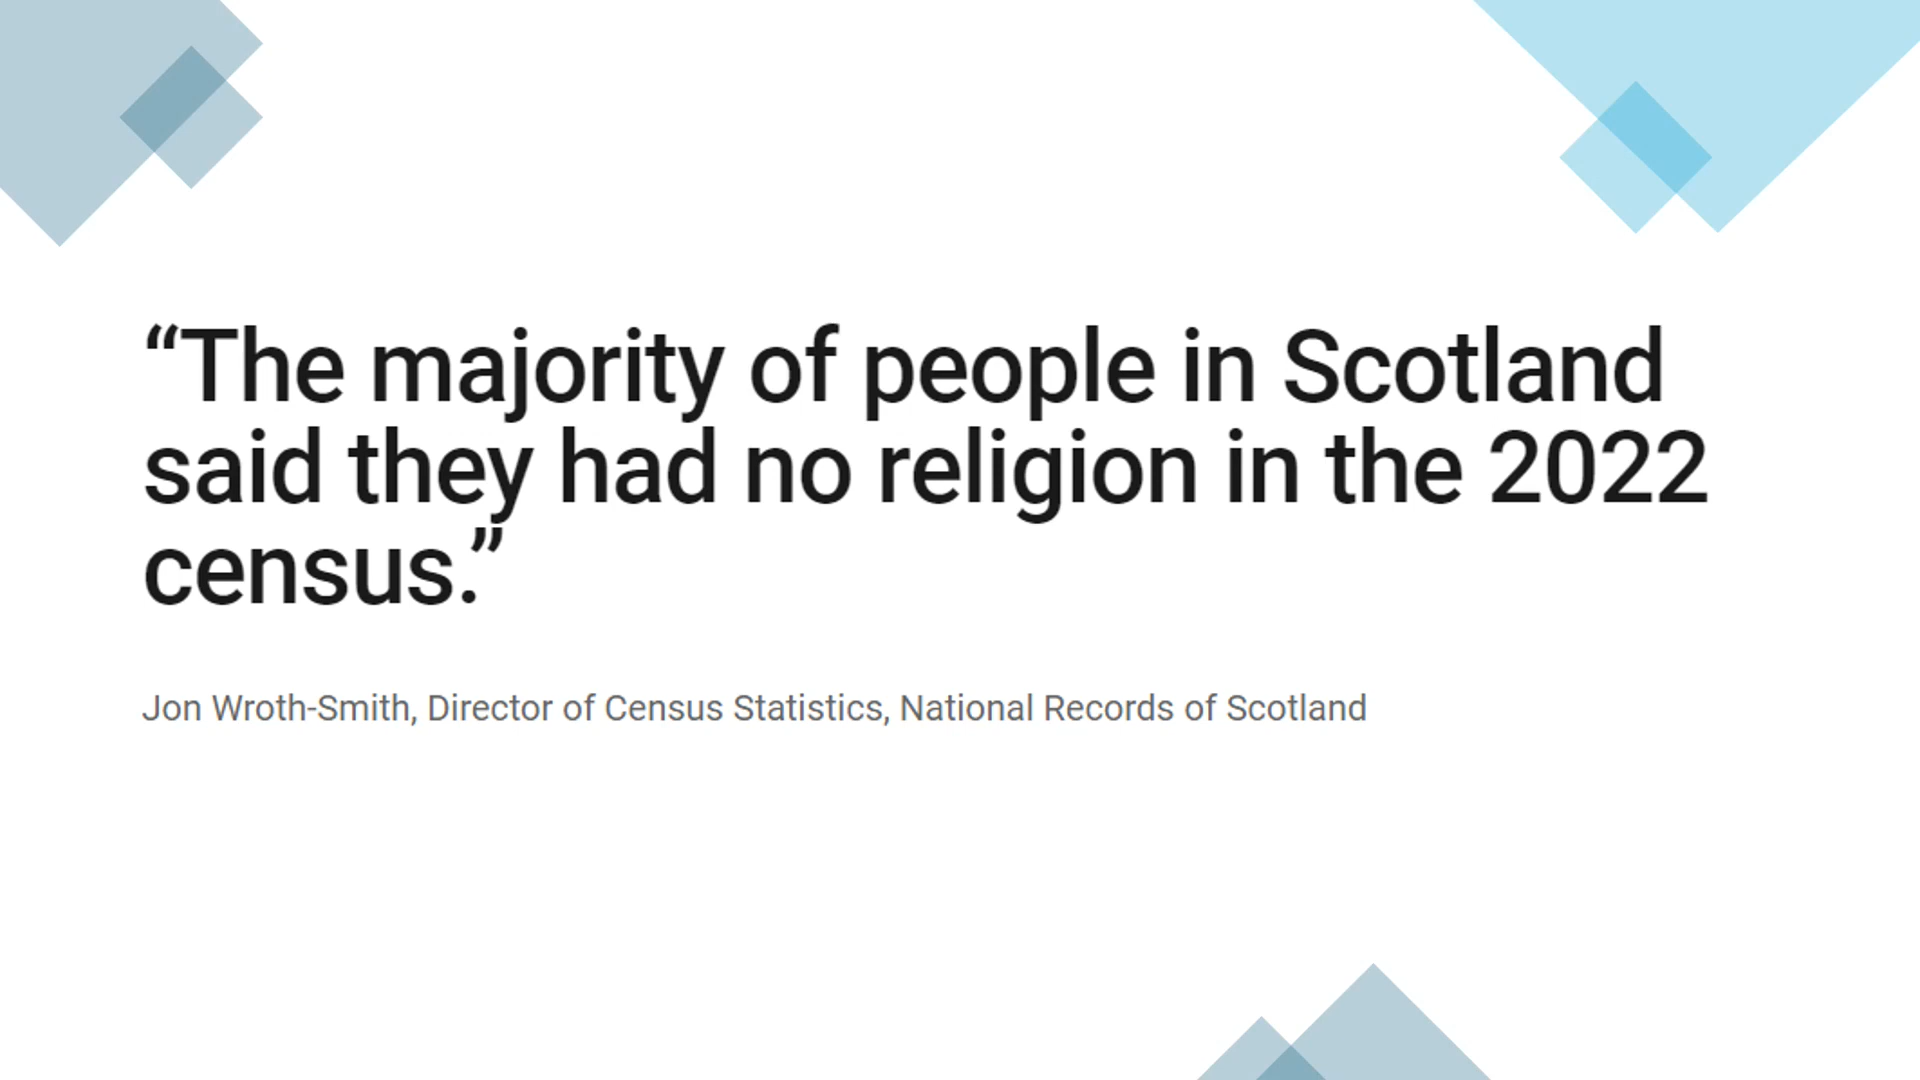 “The majority of people in Scotland
said they had no religion in the 2022
census.”
Jon Wroth-Smith, Director of Census Statistics, National Records of Scotland